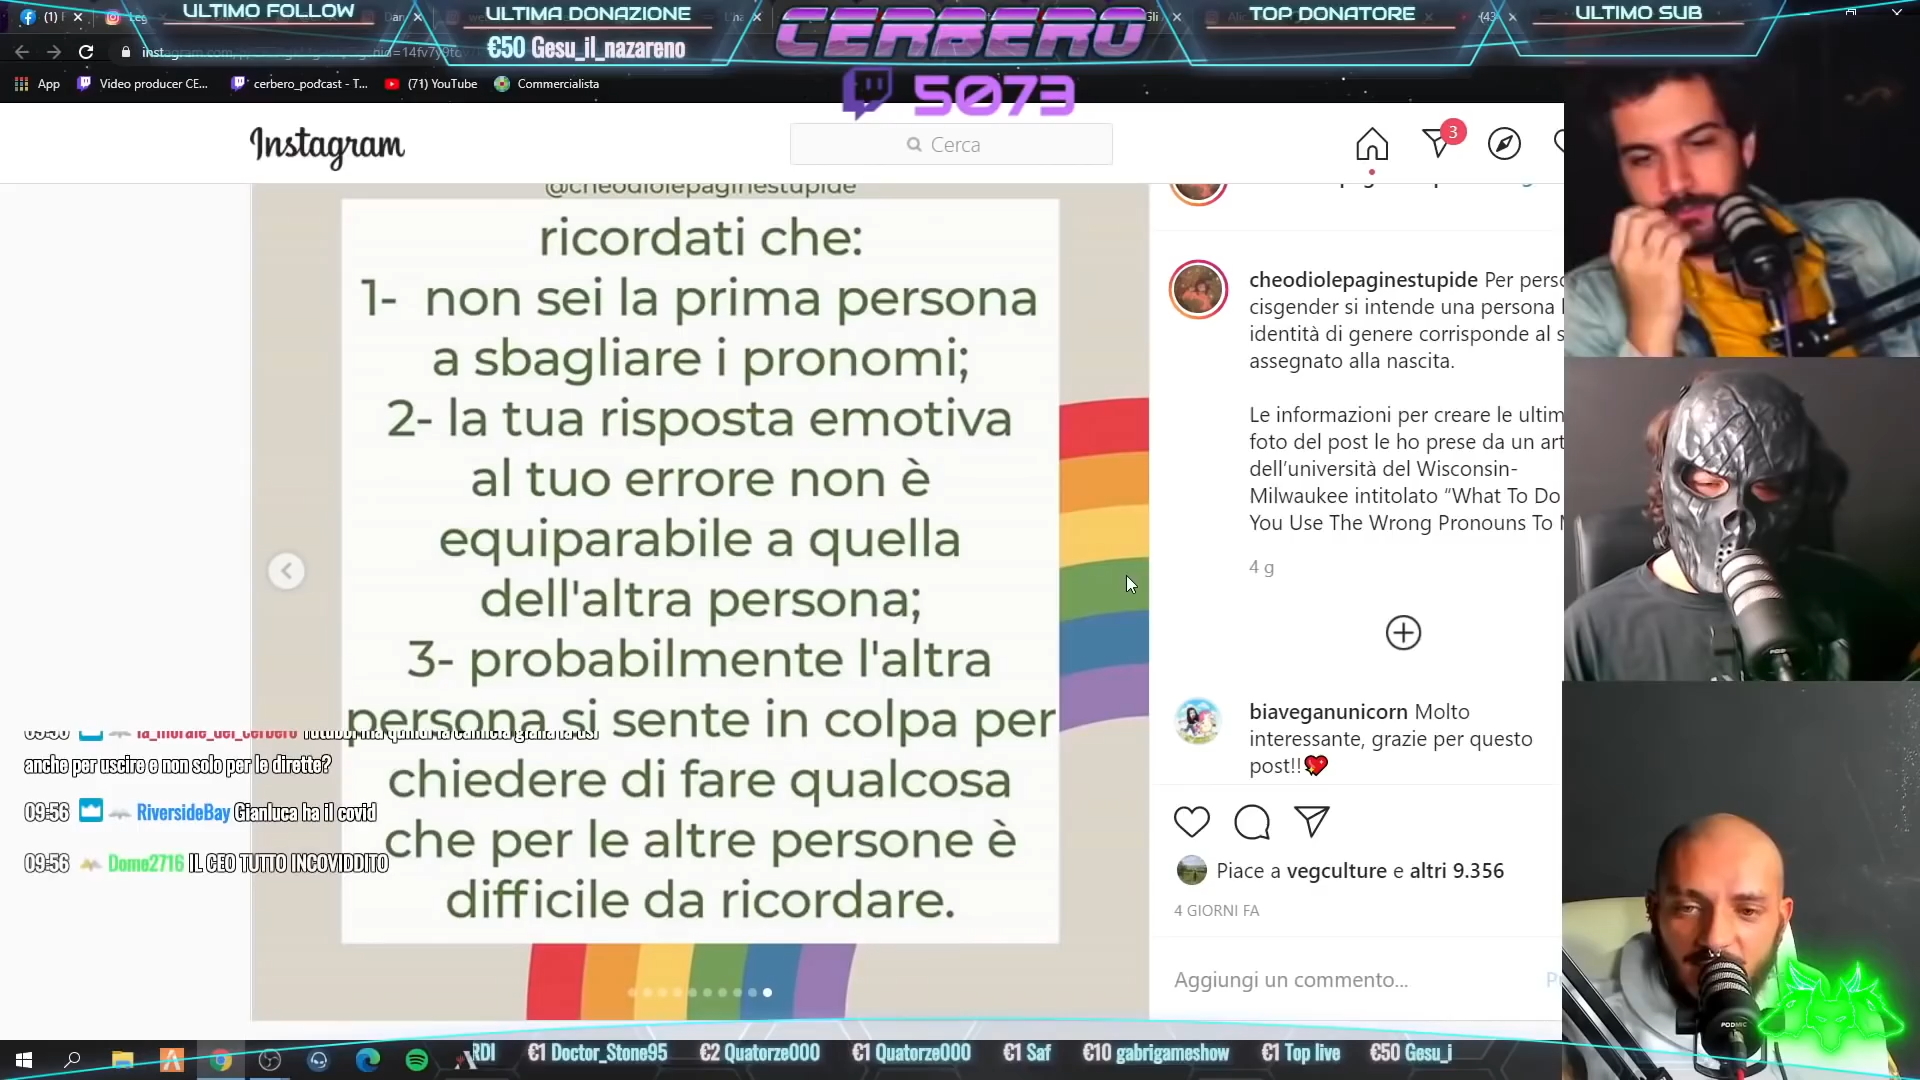 ULTIMO FOLLOW
ULTIMA DONAZIONE
€50 Gesu_il_nazareno
CERBERO
5073
TOP DONATORE
ULTIMO SUB
App
Video producer CE...
cerbero_podcast - T...
(71) YouTube
Commercialista
Instagram
Cerca
3
@cheodiolepaginestupide
ricordati che:
1- non sei la prima persona
a sbagliare i pronomi;
2- la tua risposta emotiva
al tuo errore non è
equiparabile a quella
dell'altra persona;
3- probabilmente l'altra
persona si sente in colpa per
chiedere di fare qualcosa
che per le altre persone è
difficile da ricordare.
cheodiolepaginestupide Per perso
cisgender si intende una persona
identità di genere corrisponde al s
assegnato alla nascita.
Le informazioni per creare le ultim
foto del post le ho prese da un art
dell'università del Wisconsin-
Milwaukee intitolato “What To Do
You Use The Wrong Pronouns To
4 g
biaveganunicorn Molto
interessante, grazie per questo
post!!💖
Piace a vegculture e altri 9.356
4 GIORNI FA
Aggiungi un commento...
anche per uscire e non solo per le dirette?
09:56 RiversideBay Gianluca ha il covid
09:56 Dome2716 IL CEO TUTTO INCOVIDDITO
PODMIC
RDI €1 Doctor_Stone95 €2 Quatorze000 €1 Quatorze000 €1 Saf €10 gabrigameshow €1 Top live €50 Gesu_i